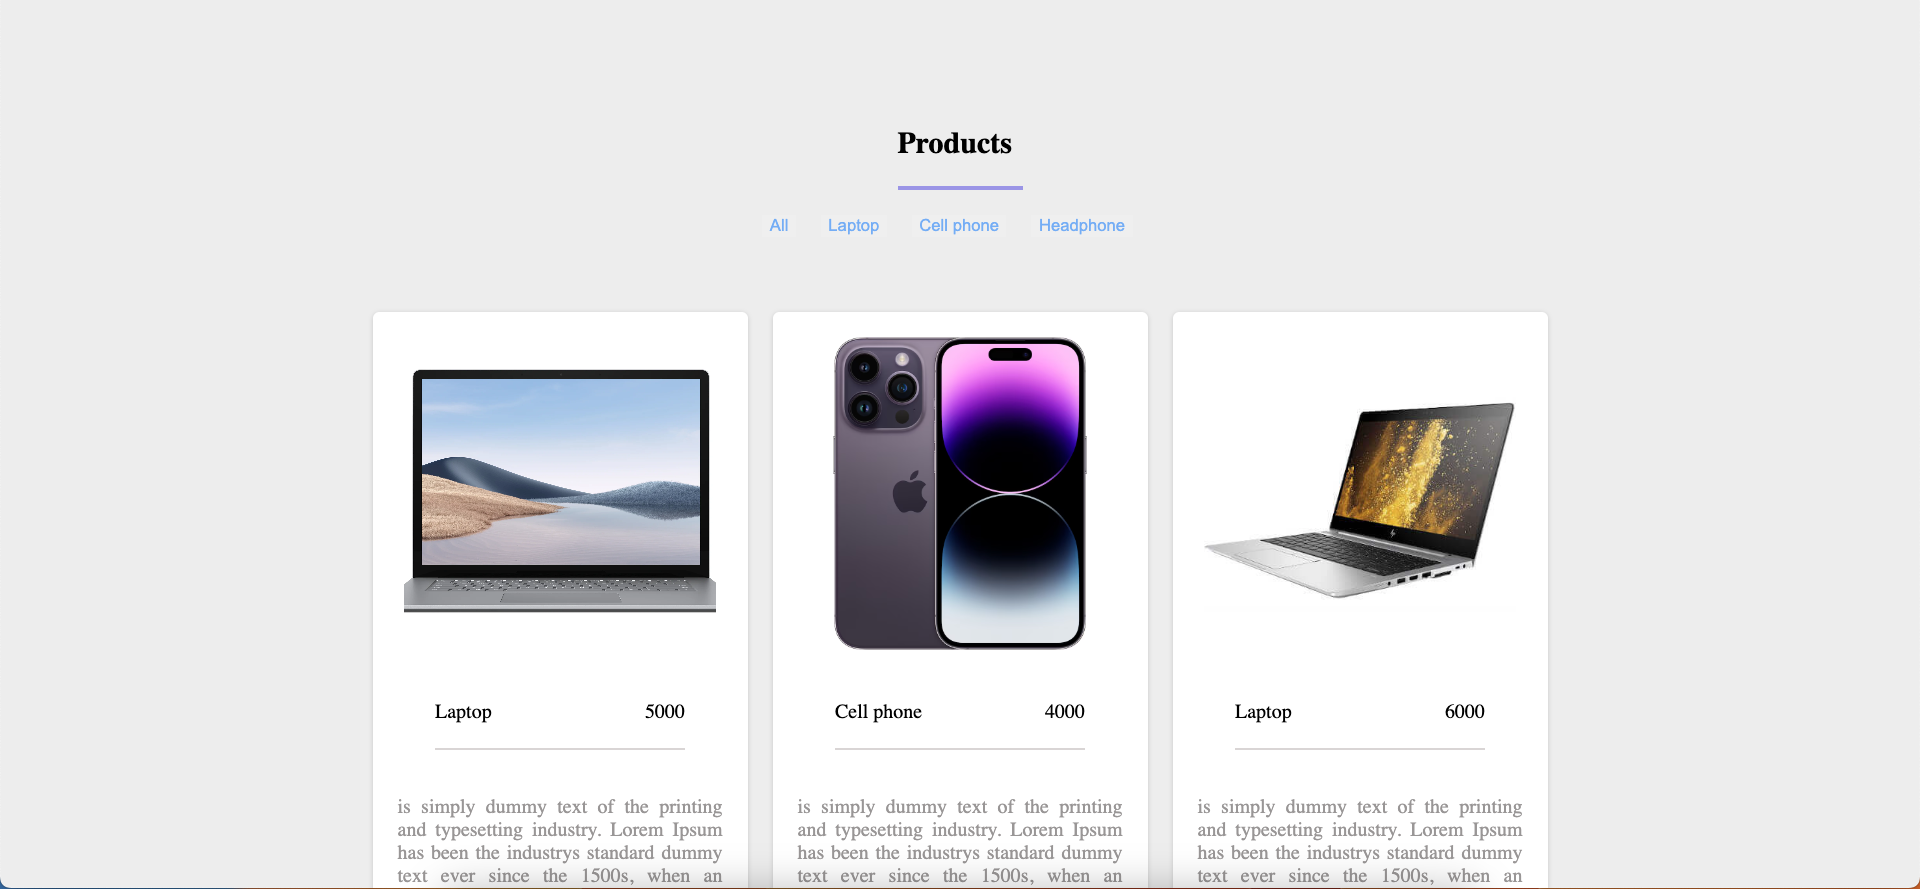 Products
All Laptop Cell phone Headphone
Laptop 5000
is simply dummy text of the printing
and typesetting industry. Lorem Ipsum
has been the industrys standard dummy
text ever since the 1500s, when an
Cell phone 4000
is simply dummy text of the printing
and typesetting industry. Lorem Ipsum
has been the industrys standard dummy
text ever since the 1500s, when an
Laptop 6000
is simply dummy text of the printing
and typesetting industry. Lorem Ipsum
has been the industrys standard dummy
text ever since the 1500s, when an